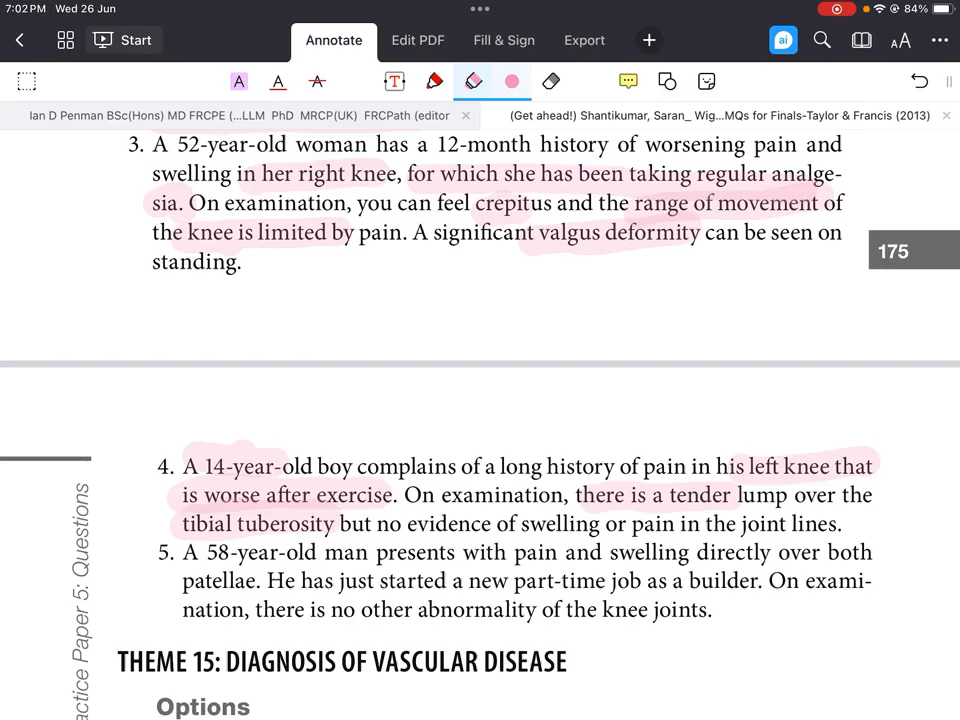 7:02 PM Wed 26 Jun
84%
Start
Annotate
Edit PDF
Fill & Sign
Export
ai
AA
A
A
A
T
Ian D Penman BSc(Hons) MD FRCPE (...LLM PhD MRCP(UK) FRCPath (editor
(Get ahead!) Shantikumar, Saran_ Wig...MQs for Finals-Taylor & Francis (2013)
3. A 52-year-old woman has a 12-month history of worsening pain and
swelling in her right knee, for which she has been taking regular analge-
sia. On examination, you can feel crepitus and the range of movement of
the knee is limited by pain. A significant valgus deformity can be seen on
standing.
175
4. A 14-year-old boy complains of a long history of pain in his left knee that
is worse after exercise. On examination, there is a tender lump over the
tibial tuberosity but no evidence of swelling or pain in the joint lines.
5. A 58-year-old man presents with pain and swelling directly over both
patellae. He has just started a new part-time job as a builder. On exami-
nation, there is no other abnormality of the knee joints.
actice Paper 5: Questions
THEME 15: DIAGNOSIS OF VASCULAR DISEASE
Options